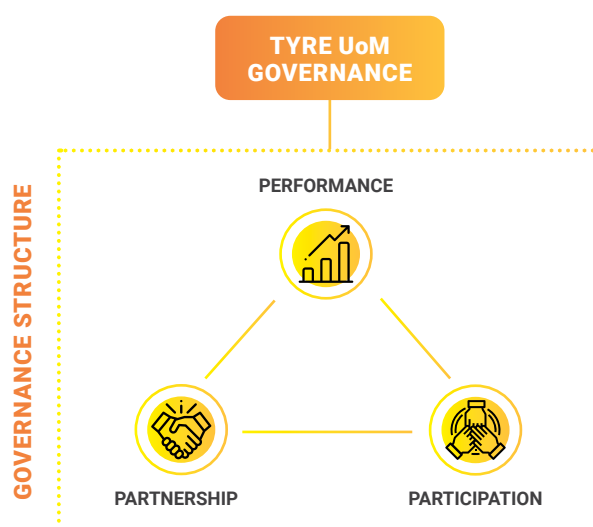 TYRE UoM
GOVERNANCE
GOVERNANCE STRUCTURE
PERFORMANCE
PARTNERSHIP
PARTICIPATION